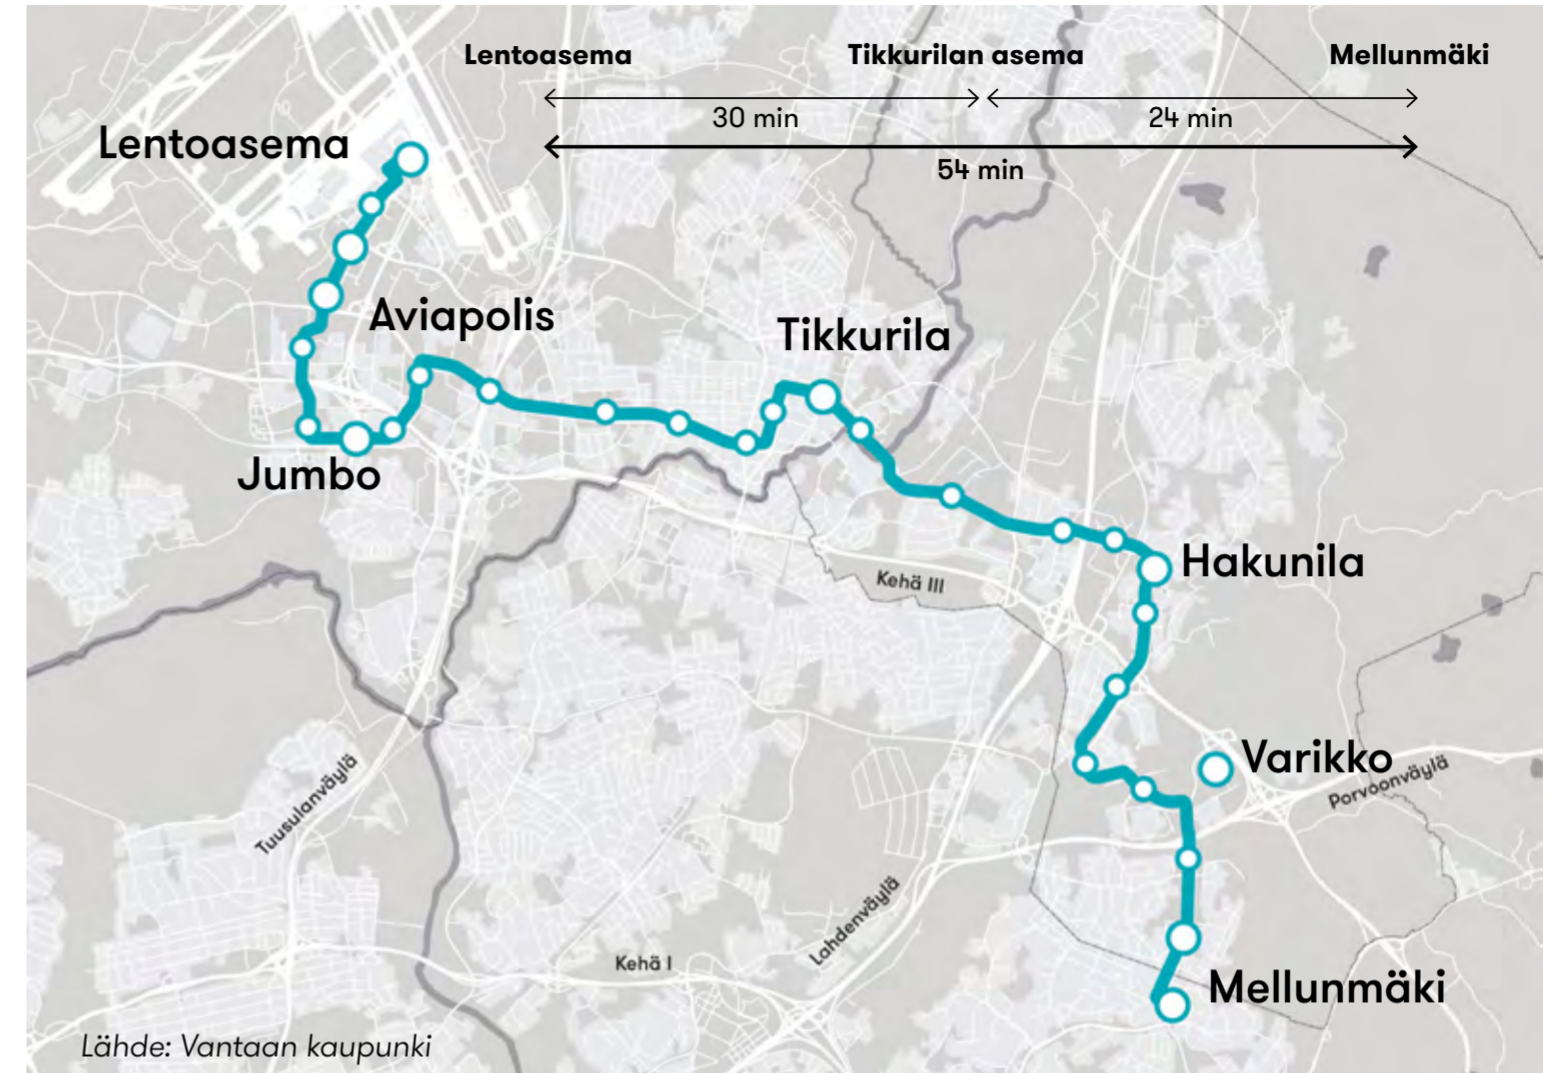 Lentoasema
Tikkurilan asema
Mellunmäki
30 min
24 min
54 min
Lentoasema
Aviapolis
Tikkurila
Jumbo
Hakunila
Kehä III
Varikko
Porvoonväylä
Tuusulanväylä
Lahdenväylä
Kehä I
Mellunmäki
Lähde: Vantaan kaupunki